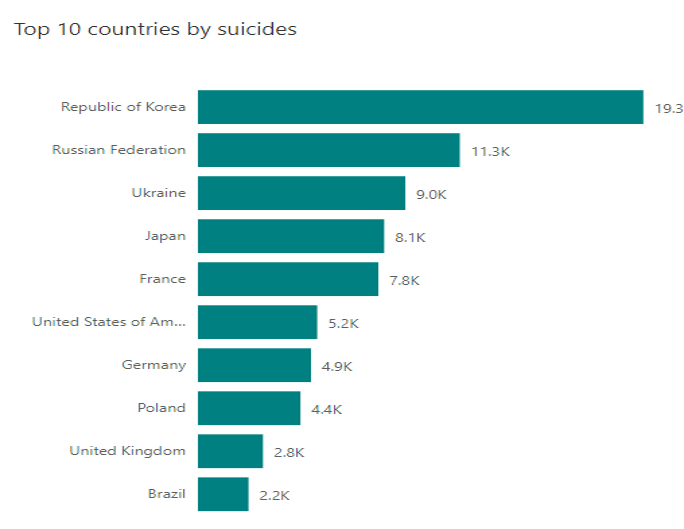 Top 10 countries by suicides
Republic of Korea 19.3
Russian Federation 11.3K
Ukraine 9.0K
Japan 8.1K
France 7.8K
United States of Am... 5.2K
Germany 4.9K
Poland 4.4K
United Kingdom 2.8K
Brazil 2.2K